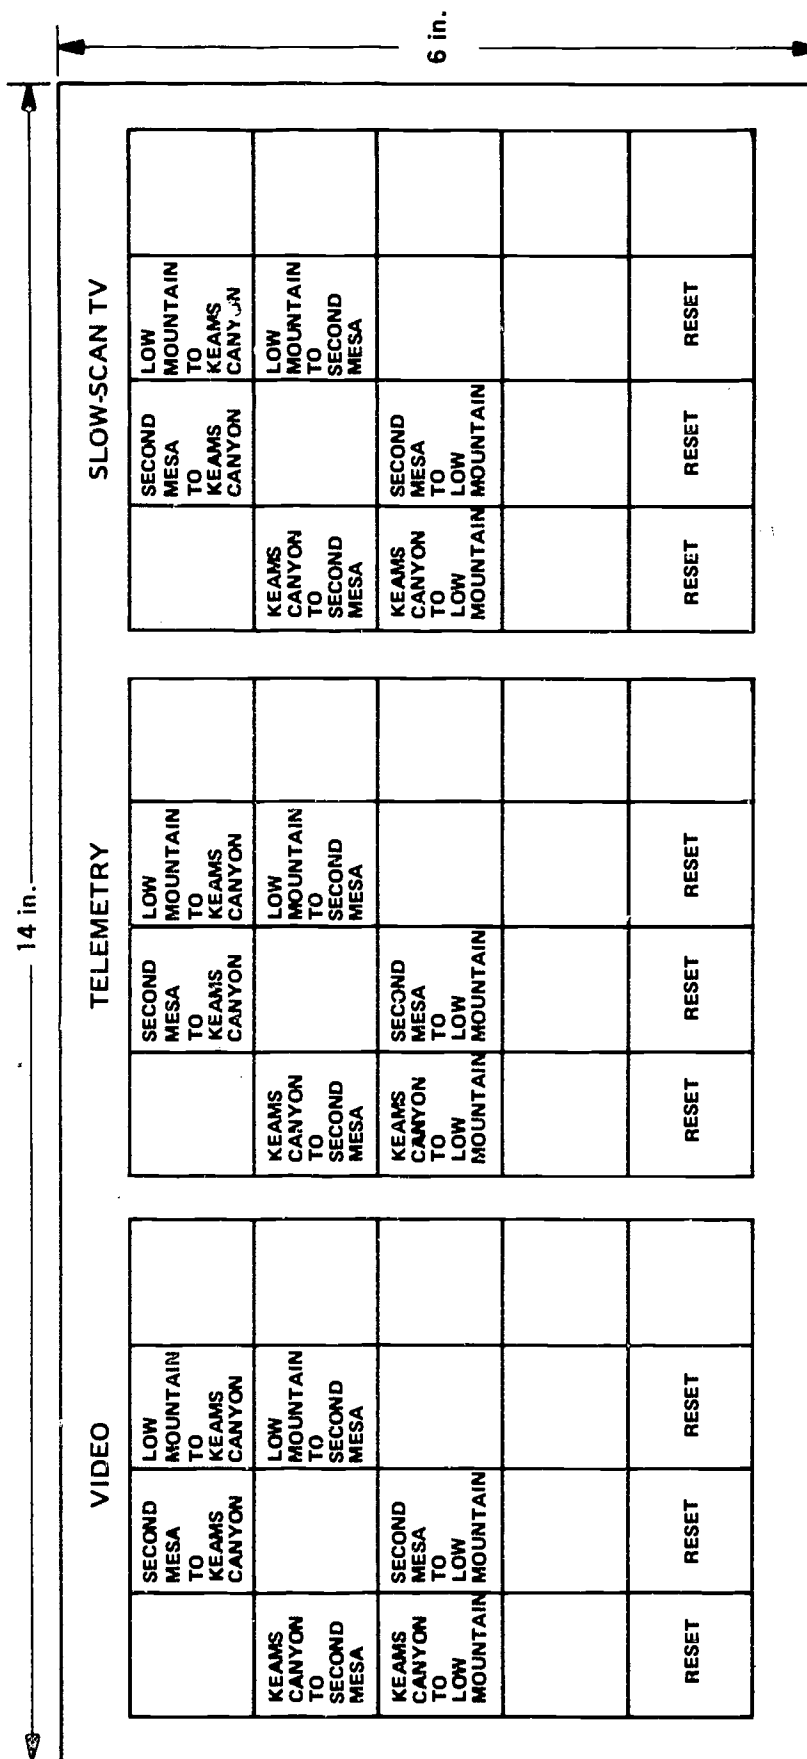 14 in.
6 in.
VIDEO
SECOND
MESA
TO
KEAMS
CANYON
LOW
MOUNTAIN
TO
KEAMS
CANYON
KEAMS
CANYON
TO
SECOND
MESA
LOW
MOUNTAIN
TO
SECOND
MESA
KEAMS
CANYON
TO
LOW
MOUNTAIN
SECOND
MESA
TO
LOW
MOUNTAIN
RESET
RESET
RESET
TELEMETRY
SECOND
MESA
TO
KEAMS
CANYON
LOW
MOUNTAIN
TO
KEAMS
CANYON
KEAMS
CANYON
TO
SECOND
MESA
LOW
MOUNTAIN
TO
SECOND
MESA
KEAMS
CANYON
TO
LOW
MOUNTAIN
SECOND
MESA
TO
LOW
MOUNTAIN
RESET
RESET
RESET
SLOW-SCAN TV
SECOND
MESA
TO
KEAMS
CANYON
LOW
MOUNTAIN
TO
KEAMS
CANYON
KEAMS
CANYON
TO
SECOND
MESA
LOW
MOUNTAIN
TO
SECOND
MESA
KEAMS
CANYON
TO
LOW
MOUNTAIN
SECOND
MESA
TO
LOW
MOUNTAIN
RESET
RESET
RESET